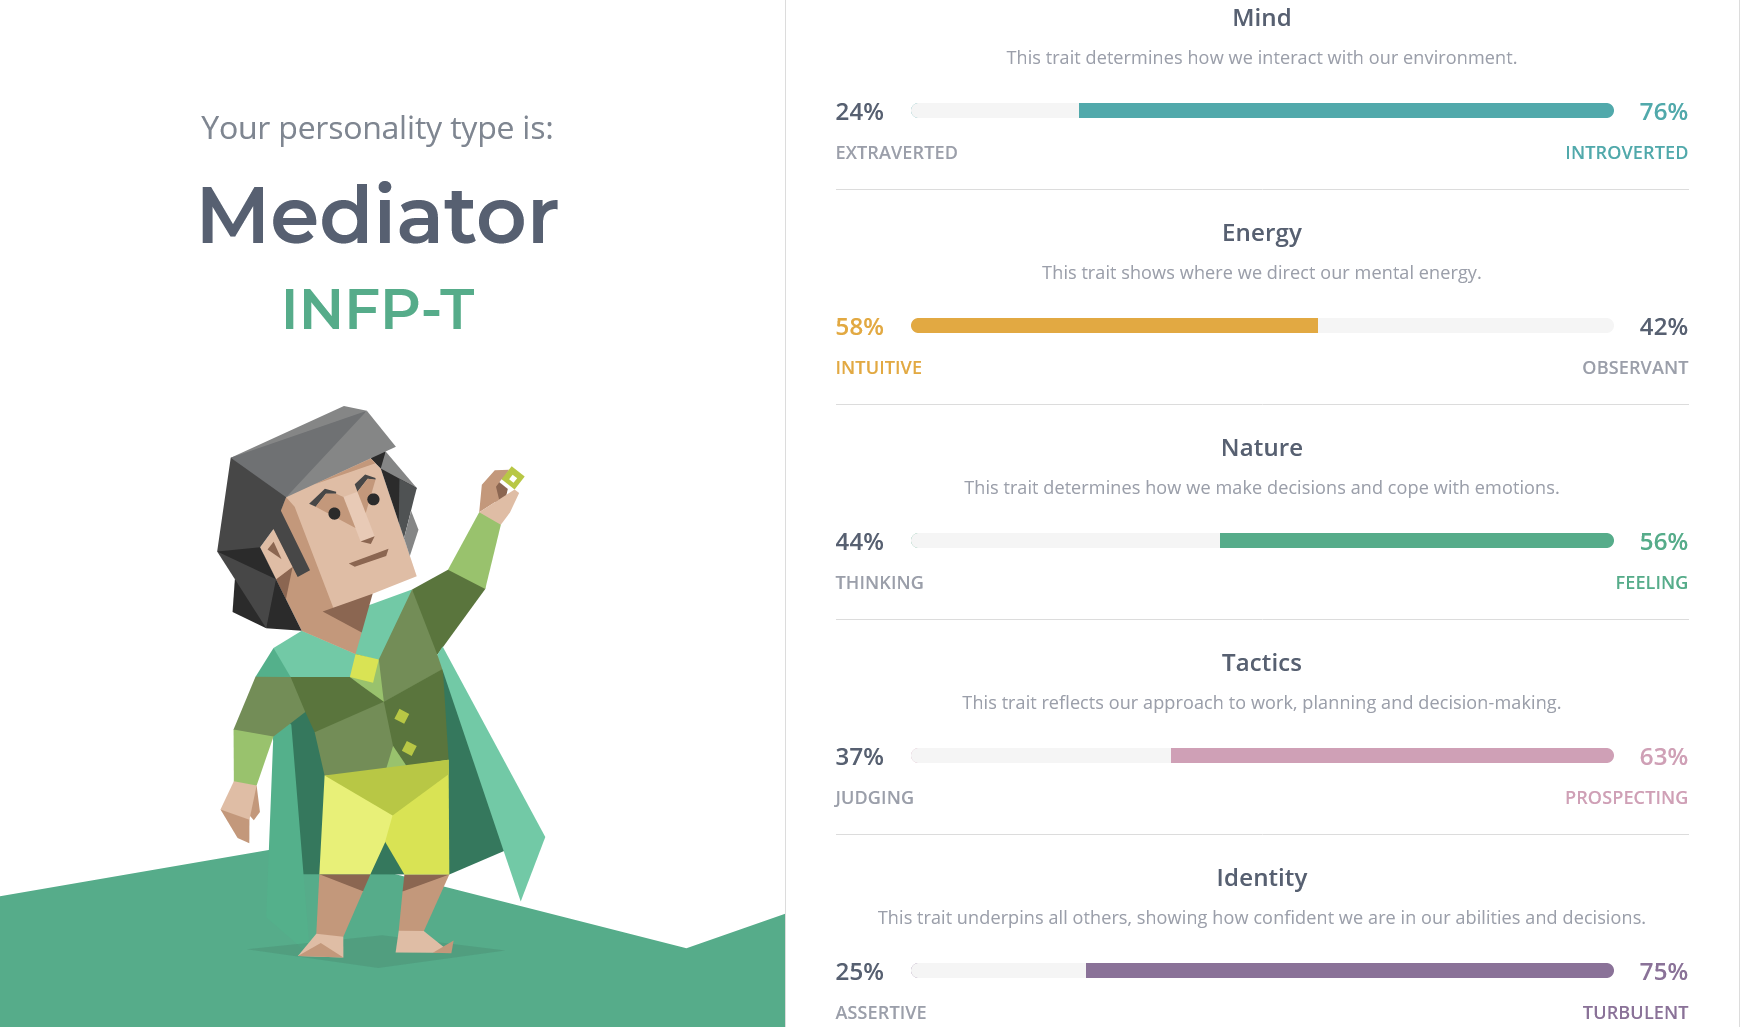 Your personality type is:
Mediator
INFP-T
Mind
This trait determines how we interact with our environment.
24% 76%
EXTRAVERTED INTROVERTED
Energy
This trait shows where we direct our mental energy.
58% 42%
INTUITIVE OBSERVANT
Nature
This trait determines how we make decisions and cope with emotions.
44% 56%
THINKING FEELING
Tactics
This trait reflects our approach to work, planning and decision-making.
37% 63%
JUDGING PROSPECTING
Identity
This trait underpins all others, showing how confident we are in our abilities and decisions.
25% 75%
ASSERTIVE TURBULENT